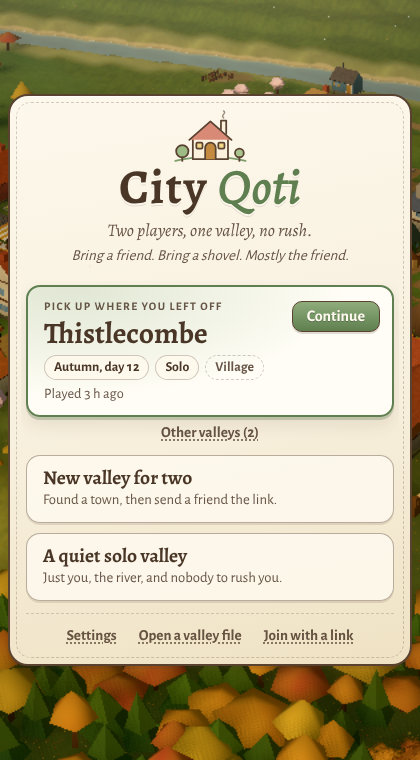 City Qoti
Two players, one valley, no rush.
Bring a friend. Bring a shovel. Mostly the friend.
PICK UP WHERE YOU LEFT OFF
Thistlecombe
Continue
Autumn, day 12 Solo Village
Played 3 h ago
Other valleys (2)
New valley for two
Found a town, then send a friend the link.
A quiet solo valley
Just you, the river, and nobody to rush you.
Settings Open a valley file Join with a link